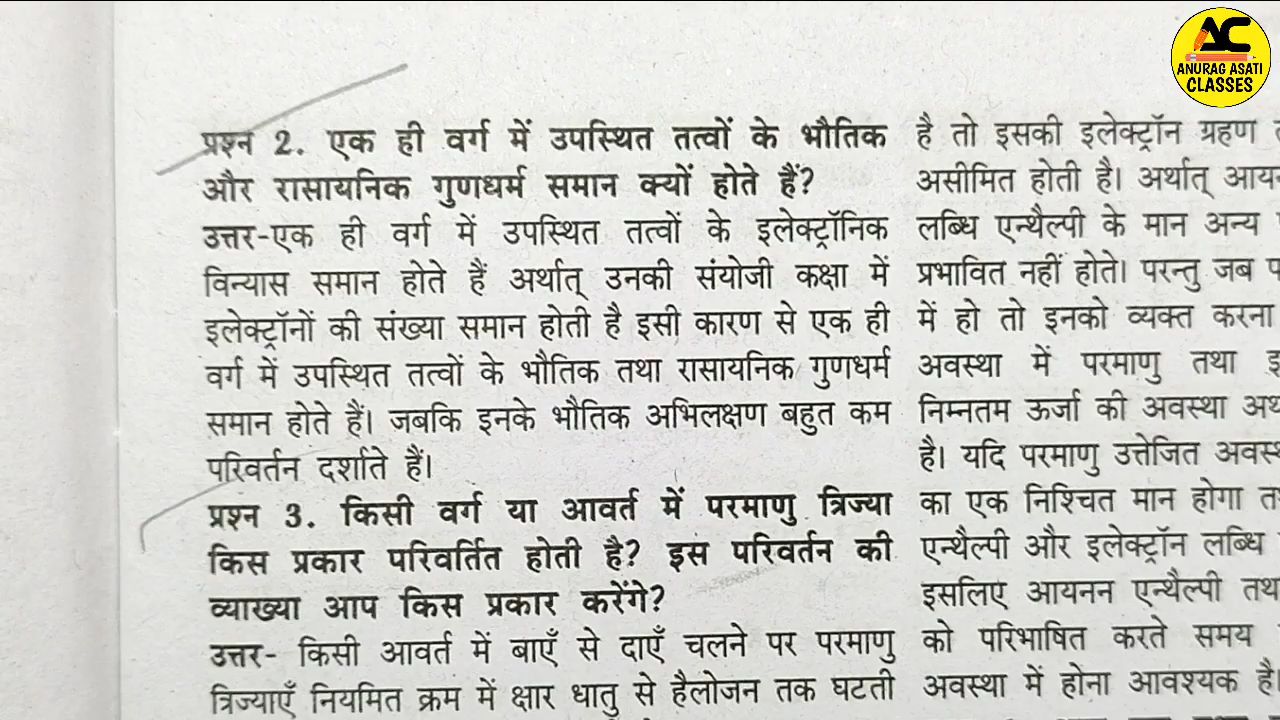 AC
ANURAG ASATI
CLASSES
प्रश्न 2. एक ही वर्ग में उपस्थित तत्वों के भौतिक
और रासायनिक गुणधर्म समान क्यों होते हैं?
उत्तर-एक ही वर्ग में उपस्थित तत्वों के इलेक्ट्रॉनिक
विन्यास समान होते हैं अर्थात् उनकी संयोजी कक्षा में
इलेक्ट्रॉनों की संख्या समान होती है इसी कारण से एक ही
वर्ग में उपस्थित तत्वों के भौतिक तथा रासायनिक गुणधर्म
समान होते हैं। जबकि इनके भौतिक अभिलक्षण बहुत कम
परिवर्तन दर्शाते हैं।
प्रश्न 3. किसी वर्ग या आवर्त में परमाणु त्रिज्या
किस प्रकार परिवर्तित होती है? इस परिवर्तन की
व्याख्या आप किस प्रकार करेंगे?
उत्तर- किसी आवर्त में बाएँ से दाएँ चलने पर परमाणु
त्रिज्याएँ नियमित क्रम में क्षार धातु से हैलोजन तक घटती
है तो इसकी इलेक्ट्रॉन ग्रहण
असीमित होती है। अर्थात्
लब्धि एन्थैल्पी के मान अन्य
प्रभावित नहीं होते। परन्तु जब
में हो तो इनको व्यक्त करना
अवस्था में परमाणु तथा
निम्नतम ऊर्जा की अवस्था
है। यदि परमाणु उत्तेजित
का एक निश्चित मान होगा
एन्थैल्पी और इलेक्ट्रॉन लब्धि
इसलिए आयनन एन्थैल्पी
को परिभाषित करते समय
अवस्था में होना आवश्यक है।